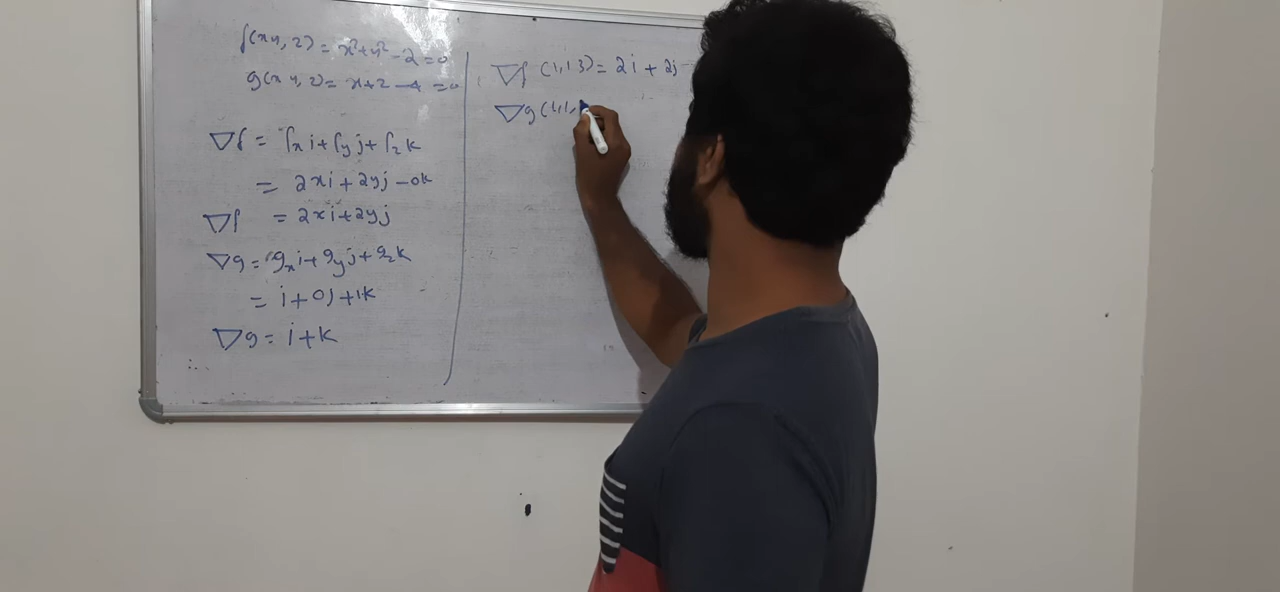 f(x y, z) = x² + y² - 2 = 0
g(x y, z) = x + z - 4 = 0
∇f = fx i + fy j + fz k
= 2xi + 2yj - 0k
∇f = 2xi + 2yj
∇g = gx i + gy j + gz k
= i + 0j + 1k
∇g = i + k
∇f (1,1 3) = 2i + 2j
∇g (1,1,